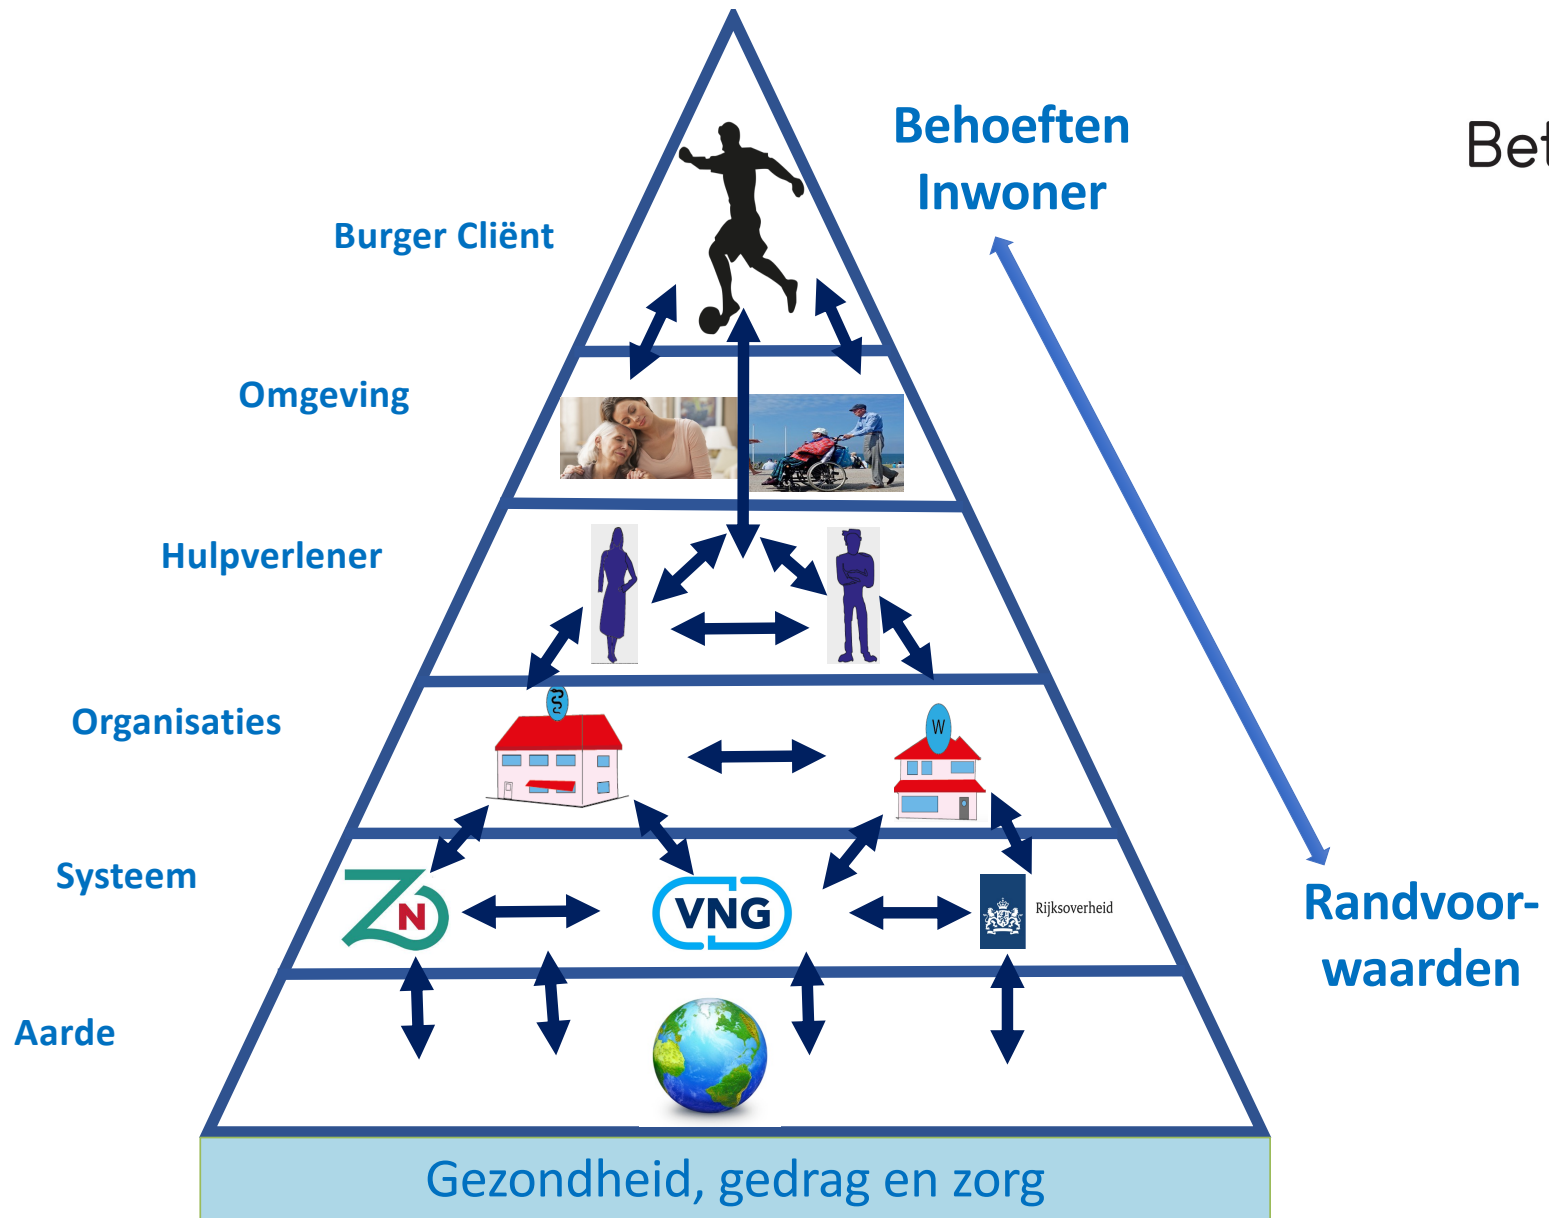 Behoeften
Inwoner
Bet
Burger Cliënt
Omgeving
Hulpverlener
Organisaties
W
Systeem
ZN
VNG
Rijksoverheid
Randvoor-
waarden
Aarde
Gezondheid, gedrag en zorg